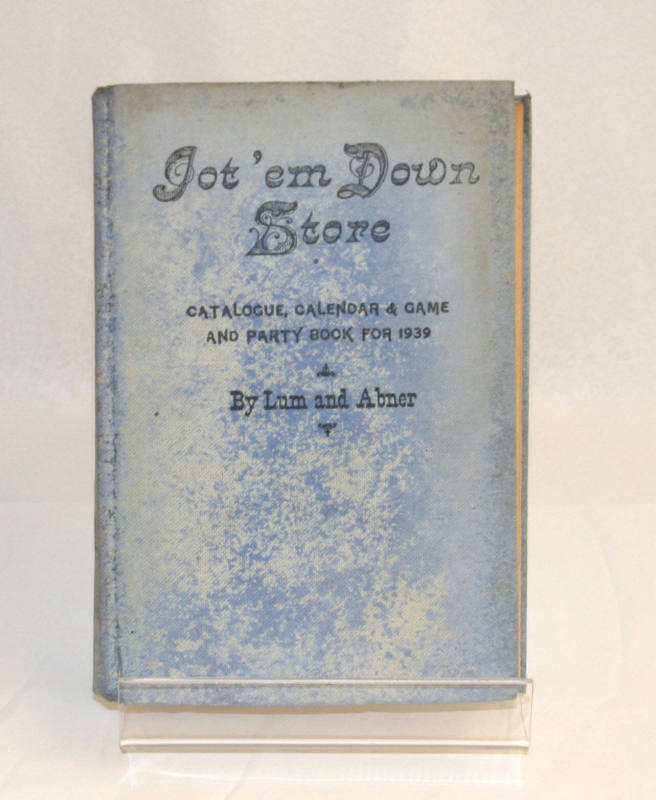 Jot 'em Down
Store
CATALOGUE, CALENDAR & GAME
AND PARTY BOOK FOR 1939
By Lum and Abner